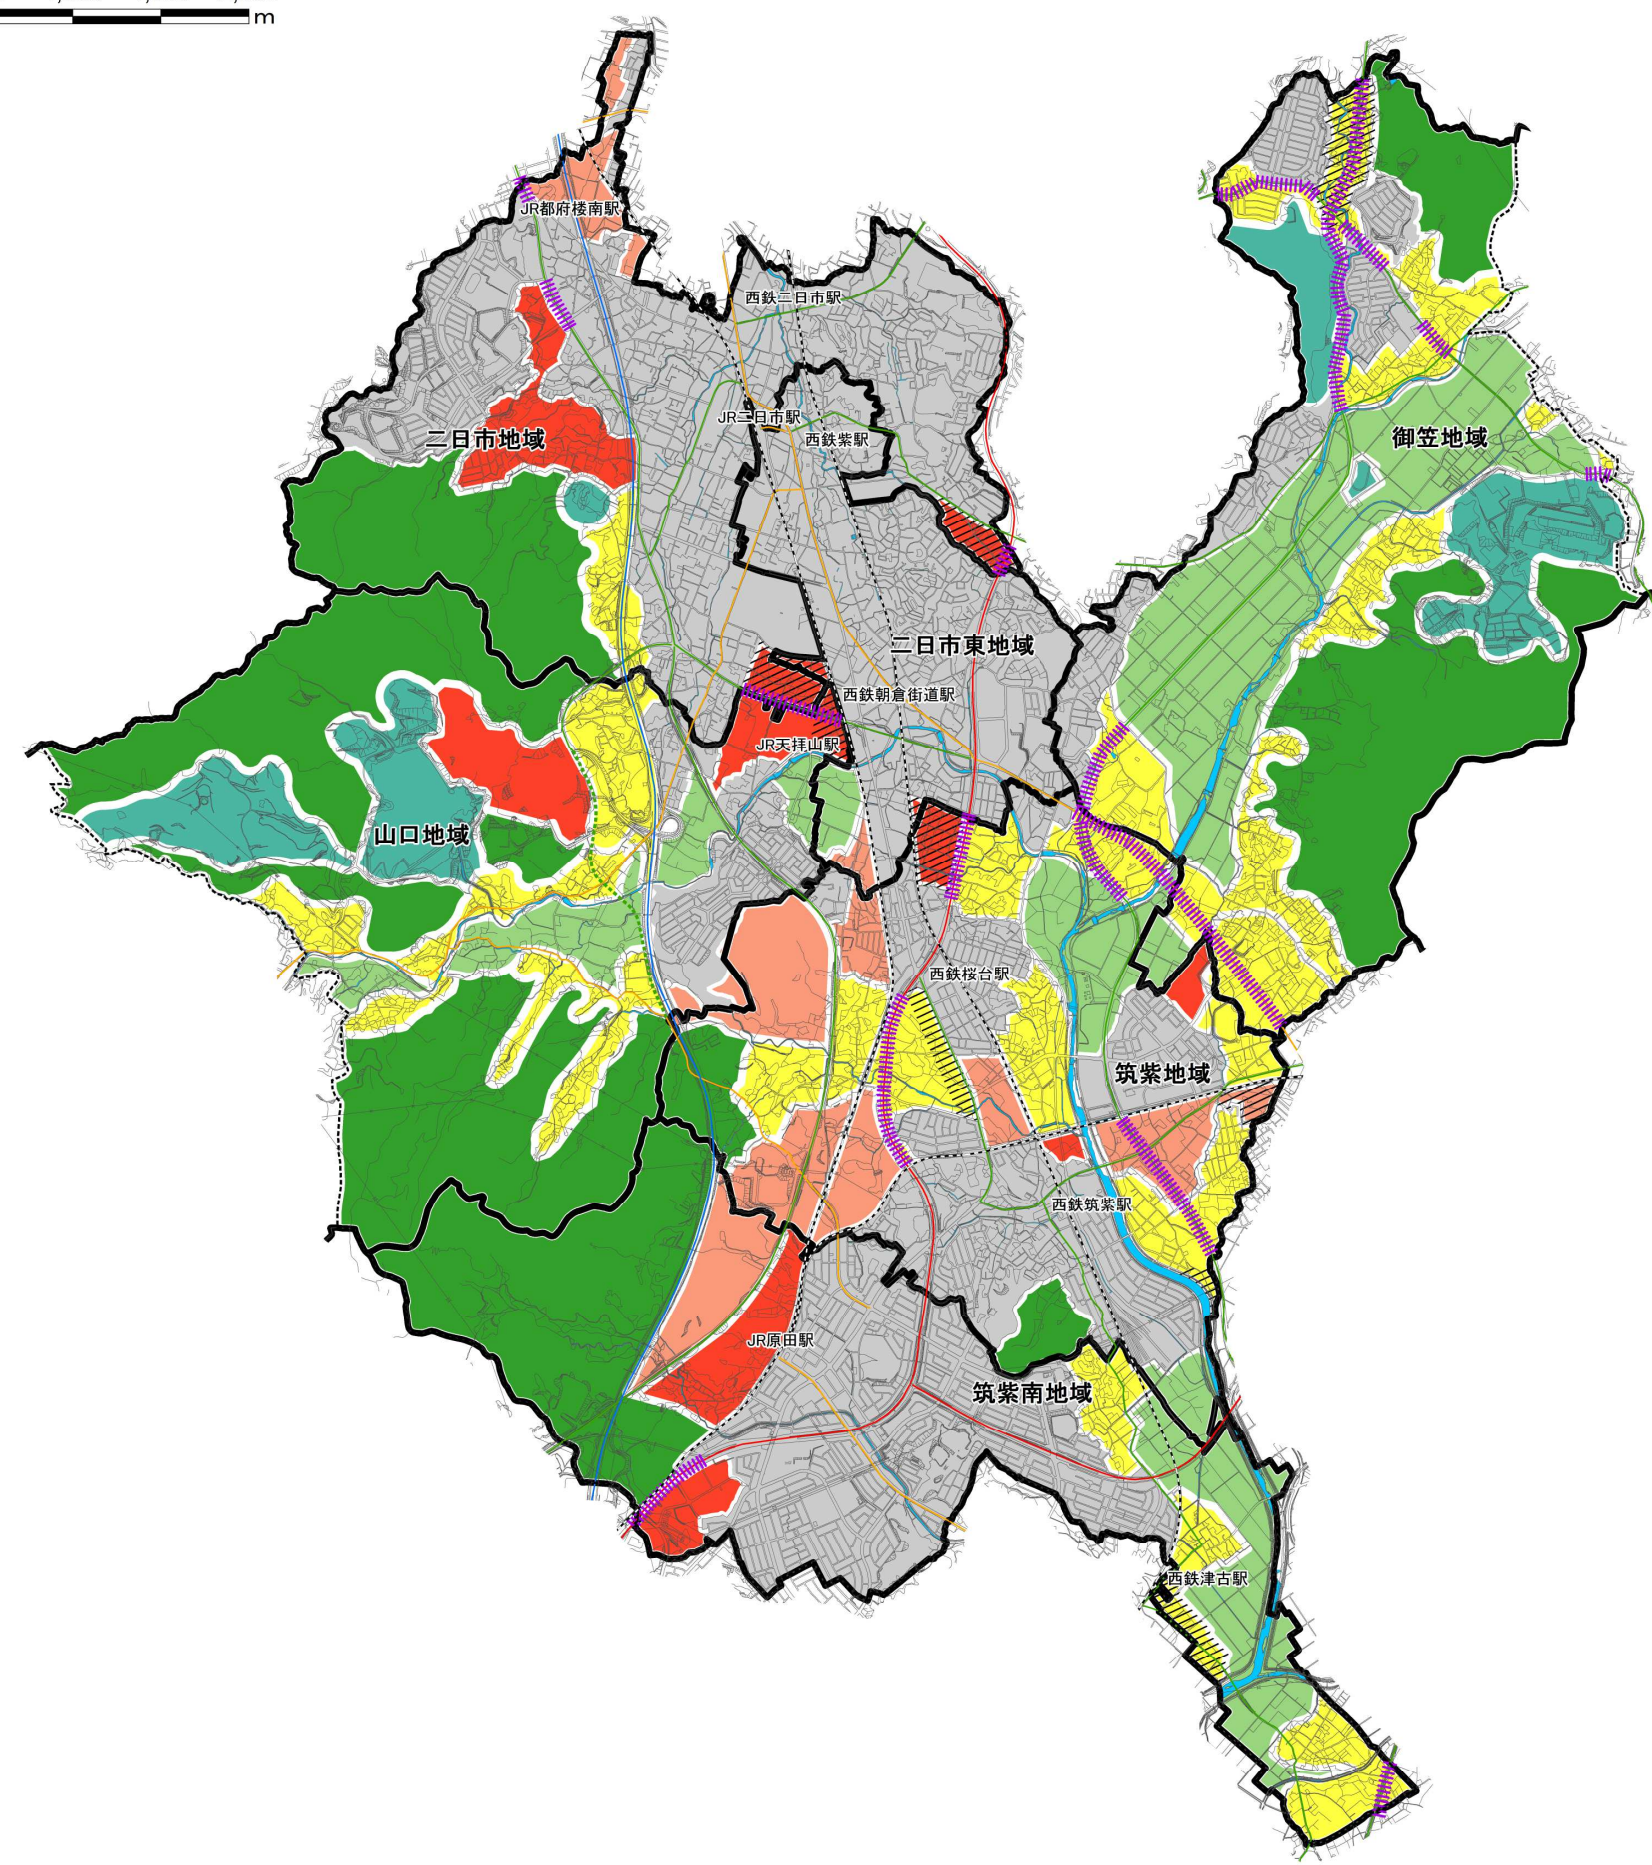 m
JR都府楼南駅
西鉄二日市駅
JR二日市駅
西鉄紫駅
二日市地域
御笠地域
二日市東地域
西鉄朝倉街道駅
JR天拝山駅
山口地域
西鉄桜台駅
筑紫地域
西鉄筑紫駅
JR原田駅
筑紫南地域
西鉄津古駅